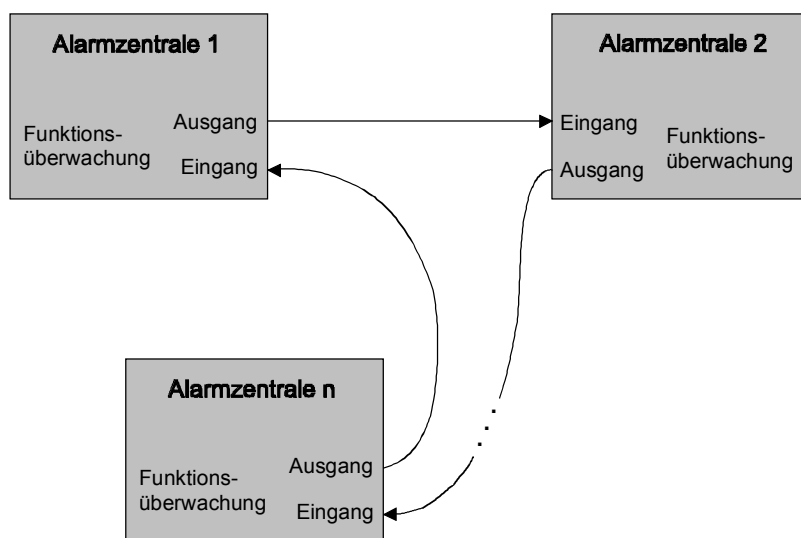 Alarmzentrale 1
Funktions-
überwachung
Ausgang
Eingang
Alarmzentrale 2
Eingang
Ausgang
Funktions-
überwachung
Alarmzentrale n
Funktions-
überwachung
Ausgang
Eingang